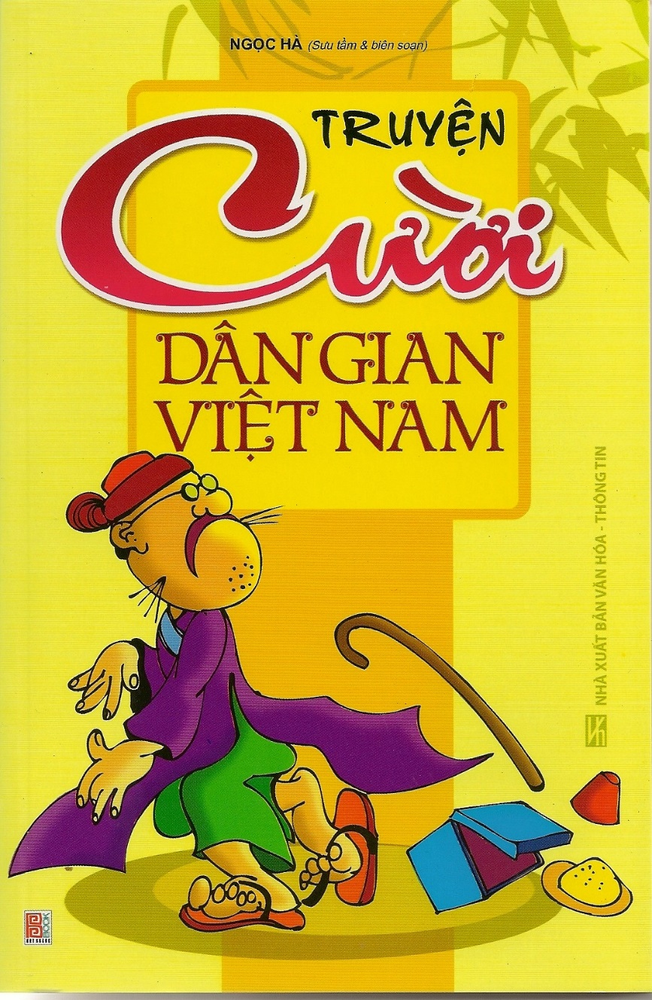 NGỌC HÀ (Sưu tầm & biên soạn)
TRUYỆN
Cười
DÂN GIAN
VIỆT NAM
NHÀ XUẤT BẢN VĂN HÓA - THÔNG TIN
BOOK